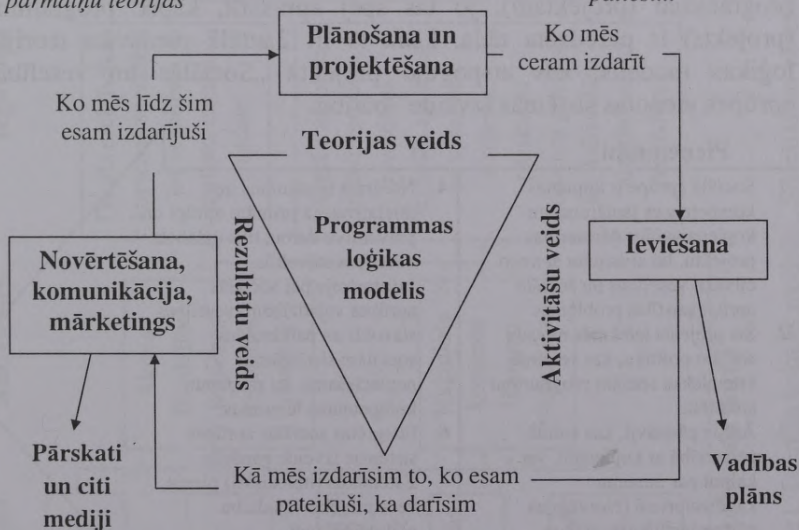 pārmaiņu teorijas
Plānošana un
projektēšana
Ko mēs
ceram izdarīt
Ko mēs līdz šim
esam izdarījuši
Teorijas veids
Rezultātu veids
Programmas
loģikas
modelis
Aktivitāšu veids
Ieviešana
Novērtēšana,
komunikācija,
mārketings
Pārskati
un citi
mediji
Kā mēs izdarīsim to, ko esam
pateikuši, ka darīsim
Vadības
plāns